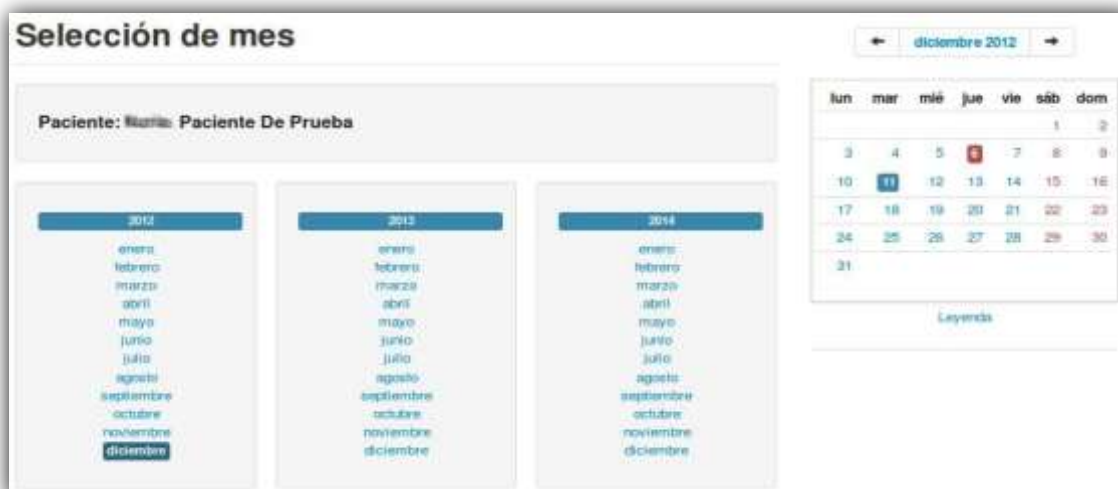 Selección de mes
Paciente: Paciente De Prueba
2012
enero
febrero
marzo
abril
mayo
junio
julio
agosto
septiembre
octubre
noviembre
diciembre
2013
enero
febrero
marzo
abril
mayo
junio
julio
agosto
septiembre
octubre
noviembre
diciembre
2014
enero
febrero
marzo
abril
mayo
junio
julio
agosto
septiembre
octubre
noviembre
diciembre
← diciembre 2012 →
lun mar mié jue vie sáb dom
1 2
3 4 5 6 7 8 9
10 11 12 13 14 15 16
17 18 19 20 21 22 23
24 25 26 27 28 29 30
31
Leyenda